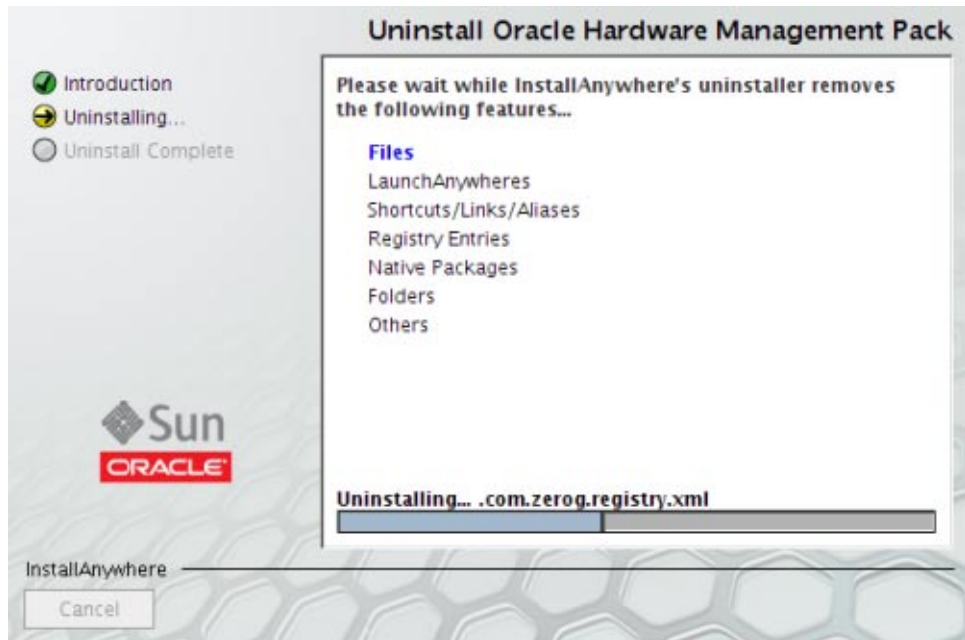 Uninstall Oracle Hardware Management Pack
Introduction
Uninstalling...
Uninstall Complete
Please wait while InstallAnywhere's uninstaller removes
the following features...
Files
LaunchAnywheres
Shortcuts/Links/Aliases
Registry Entries
Native Packages
Folders
Others
Sun
ORACLE
Uninstalling... .com.zerog.registry.xml
InstallAnywhere
Cancel